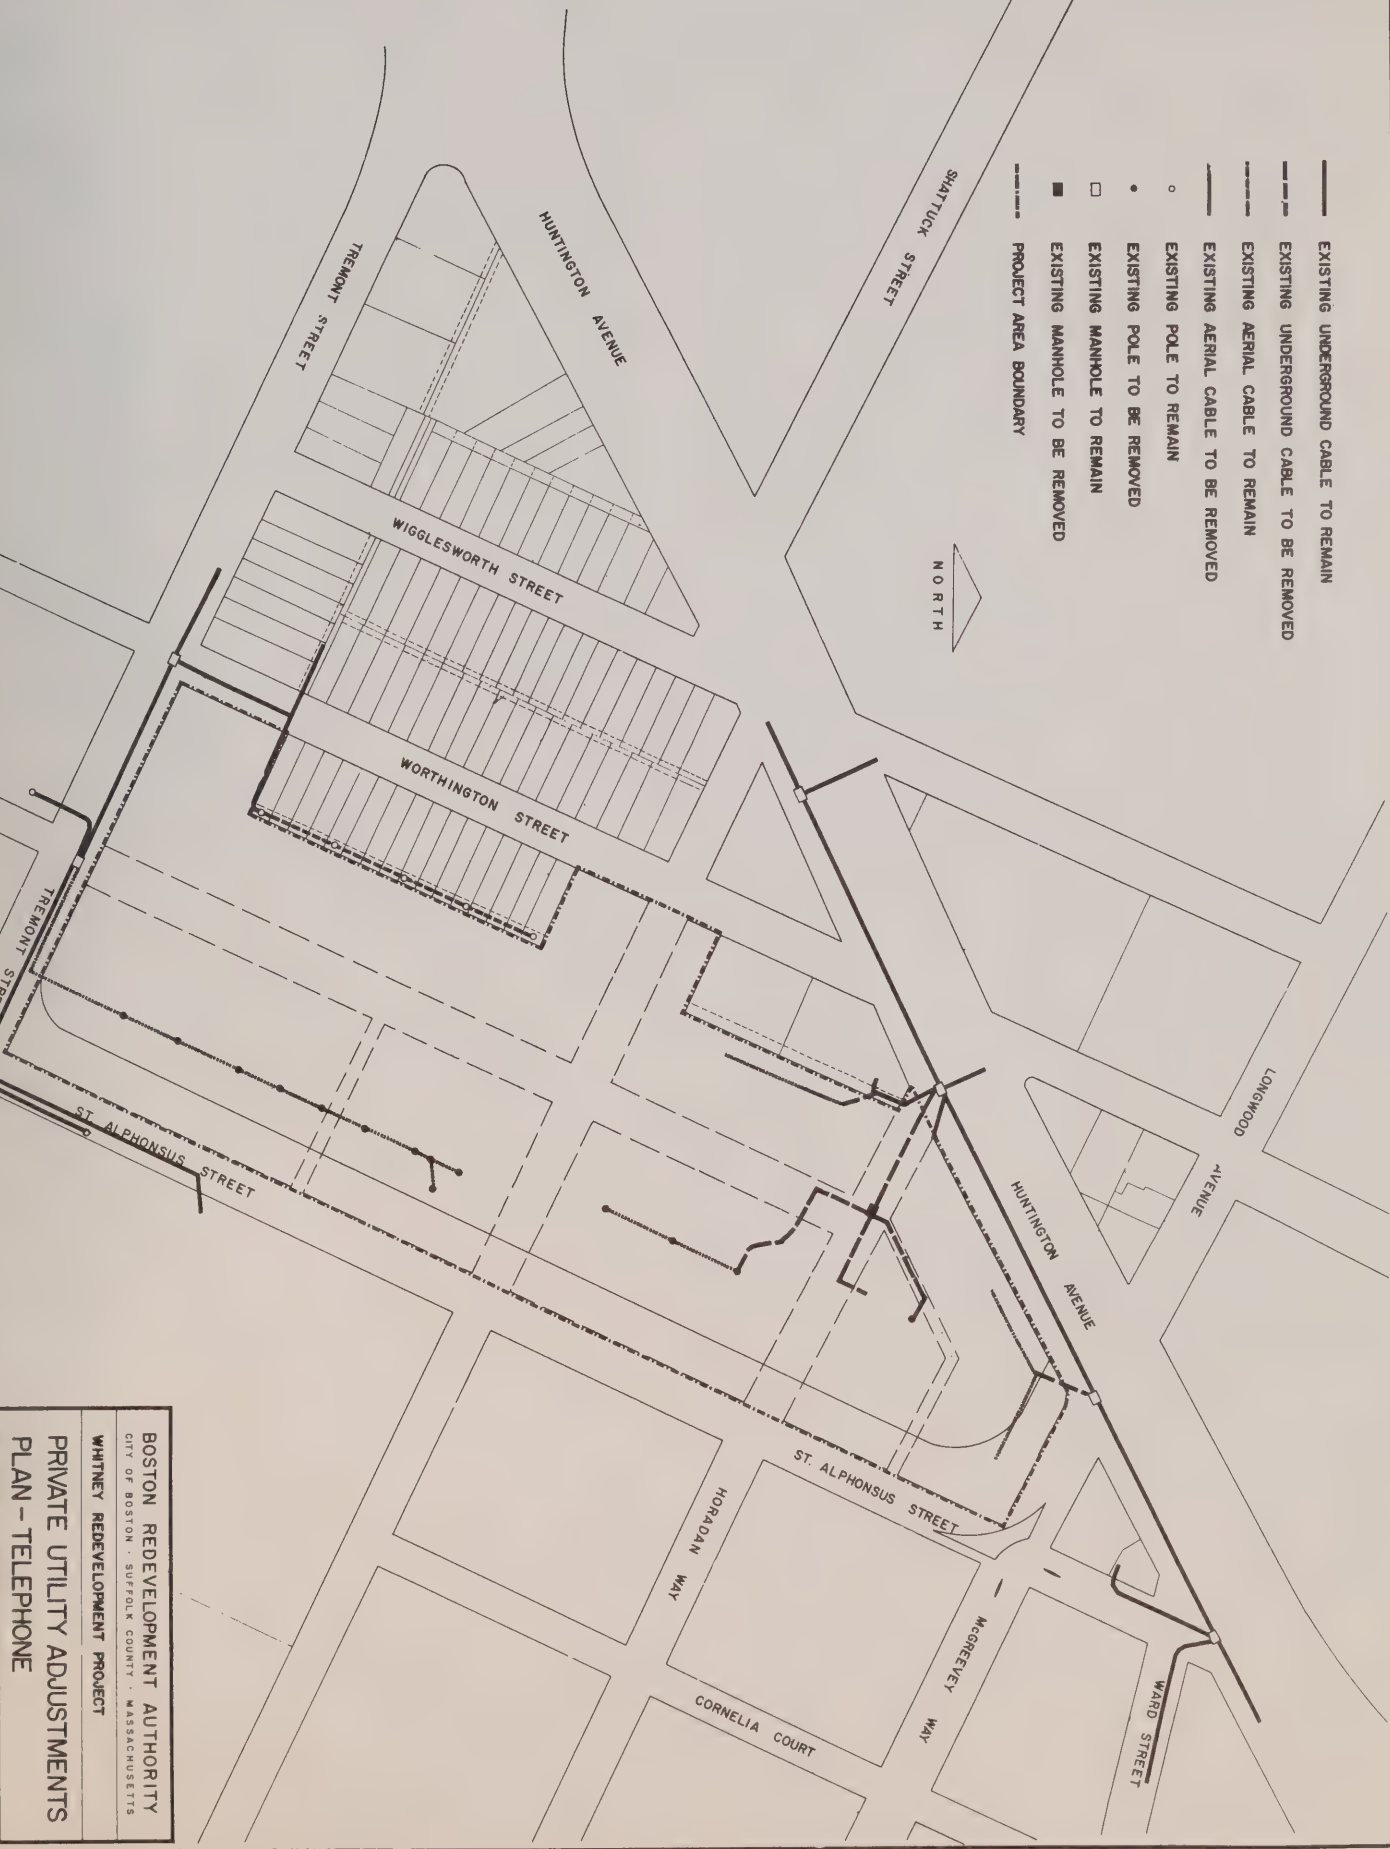 EXISTING UNDERGROUND CABLE TO REMAIN
EXISTING UNDERGROUND CABLE TO BE REMOVED
EXISTING AERIAL CABLE TO REMAIN
EXISTING AERIAL CABLE TO BE REMOVED
EXISTING POLE TO REMAIN
EXISTING POLE TO BE REMOVED
EXISTING MANHOLE TO REMAIN
EXISTING MANHOLE TO BE REMOVED
PROJECT AREA BOUNDARY
NORTH
SHATTUCK STREET
HUNTINGTON AVENUE
TREMONT STREET
WIGGLESWORTH STREET
WORTHINGTON STREET
LONGWOOD AVENUE
HUNTINGTON AVENUE
TREMONT STRE
ST. ALPHONSUS STREET
ST. ALPHONSUS STREET
HORADAN WAY
McGREEVEY WAY
CORNELIA COURT
WARD STREET
BOSTON REDEVELOPMENT AUTHORITY
CITY OF BOSTON · SUFFOLK COUNTY · MASSACHUSETTS
WHITNEY REDEVELOPMENT PROJECT
PRIVATE UTILITY ADJUSTMENTS
PLAN - TELEPHONE